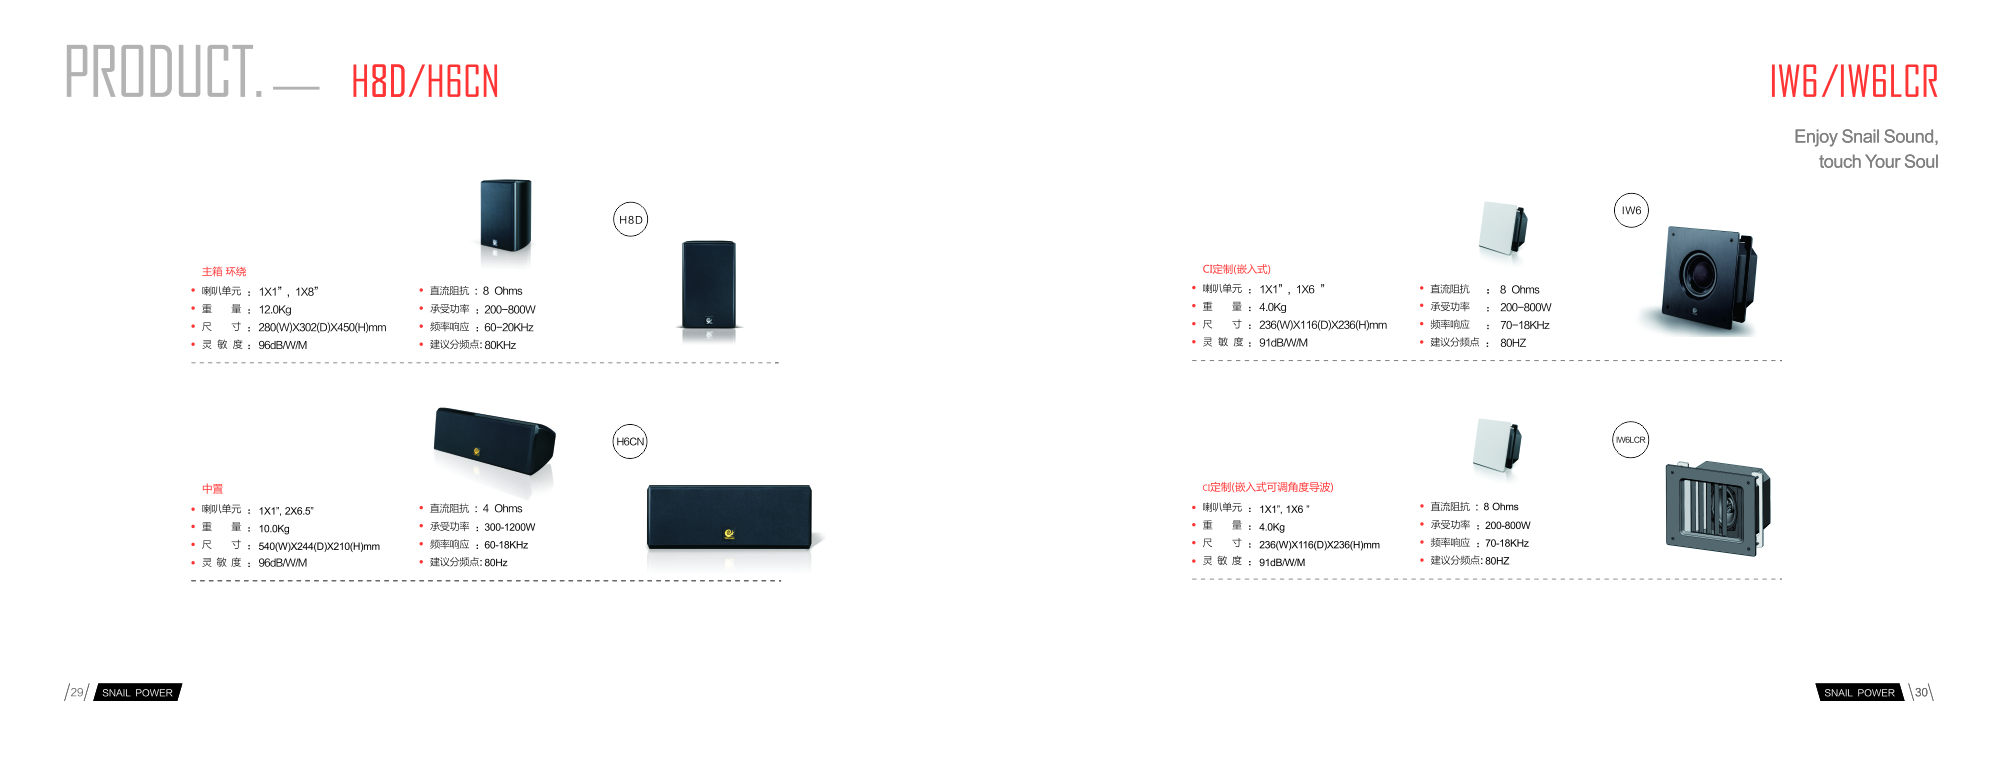 PRODUCT.
H8D/H6CN
H8D
主箱 环绕
• 喇叭单元 ：1X1” , 1X8”
• 重 量 ：12.0Kg
• 尺 寸 ：280(W)X302(D)X450(H)mm
• 灵 敏 度 ：96dB/W/M
• 直流阻抗 : 8 Ohms
• 承受功率 ：200-800W
• 频率响应 ：60-20KHz
• 建议分频点: 80KHz
H6CN
中置
• 喇叭单元 ：1X1”, 2X6.5”
• 重 量 ：10.0Kg
• 尺 寸 ：540(W)X244(D)X210(H)mm
• 灵 敏 度 ：96dB/W/M
• 直流阻抗 : 4 Ohms
• 承受功率 ：300-1200W
• 频率响应 ：60-18KHz
• 建议分频点: 80Hz
29 SNAIL POWER
IW6/IW6LCR
Enjoy Snail Sound,
touch Your Soul
IW6
CI定制(嵌入式)
• 喇叭单元 ：1X1” , 1X6 ”
• 重 量 ：4.0Kg
• 尺 寸 ：236(W)X116(D)X236(H)mm
• 灵 敏 度 ：91dB/W/M
• 直流阻抗 ：8 Ohms
• 承受功率 ：200-800W
• 频率响应 ：70-18KHz
• 建议分频点 ：80HZ
IW6LCR
CI定制(嵌入式可调角度导波)
• 喇叭单元 ：1X1”, 1X6 ”
• 重 量 ：4.0Kg
• 尺 寸 ：236(W)X116(D)X236(H)mm
• 灵 敏 度 ：91dB/W/M
• 直流阻抗 : 8 Ohms
• 承受功率 ：200-800W
• 频率响应 ：70-18KHz
• 建议分频点: 80HZ
SNAIL POWER 30